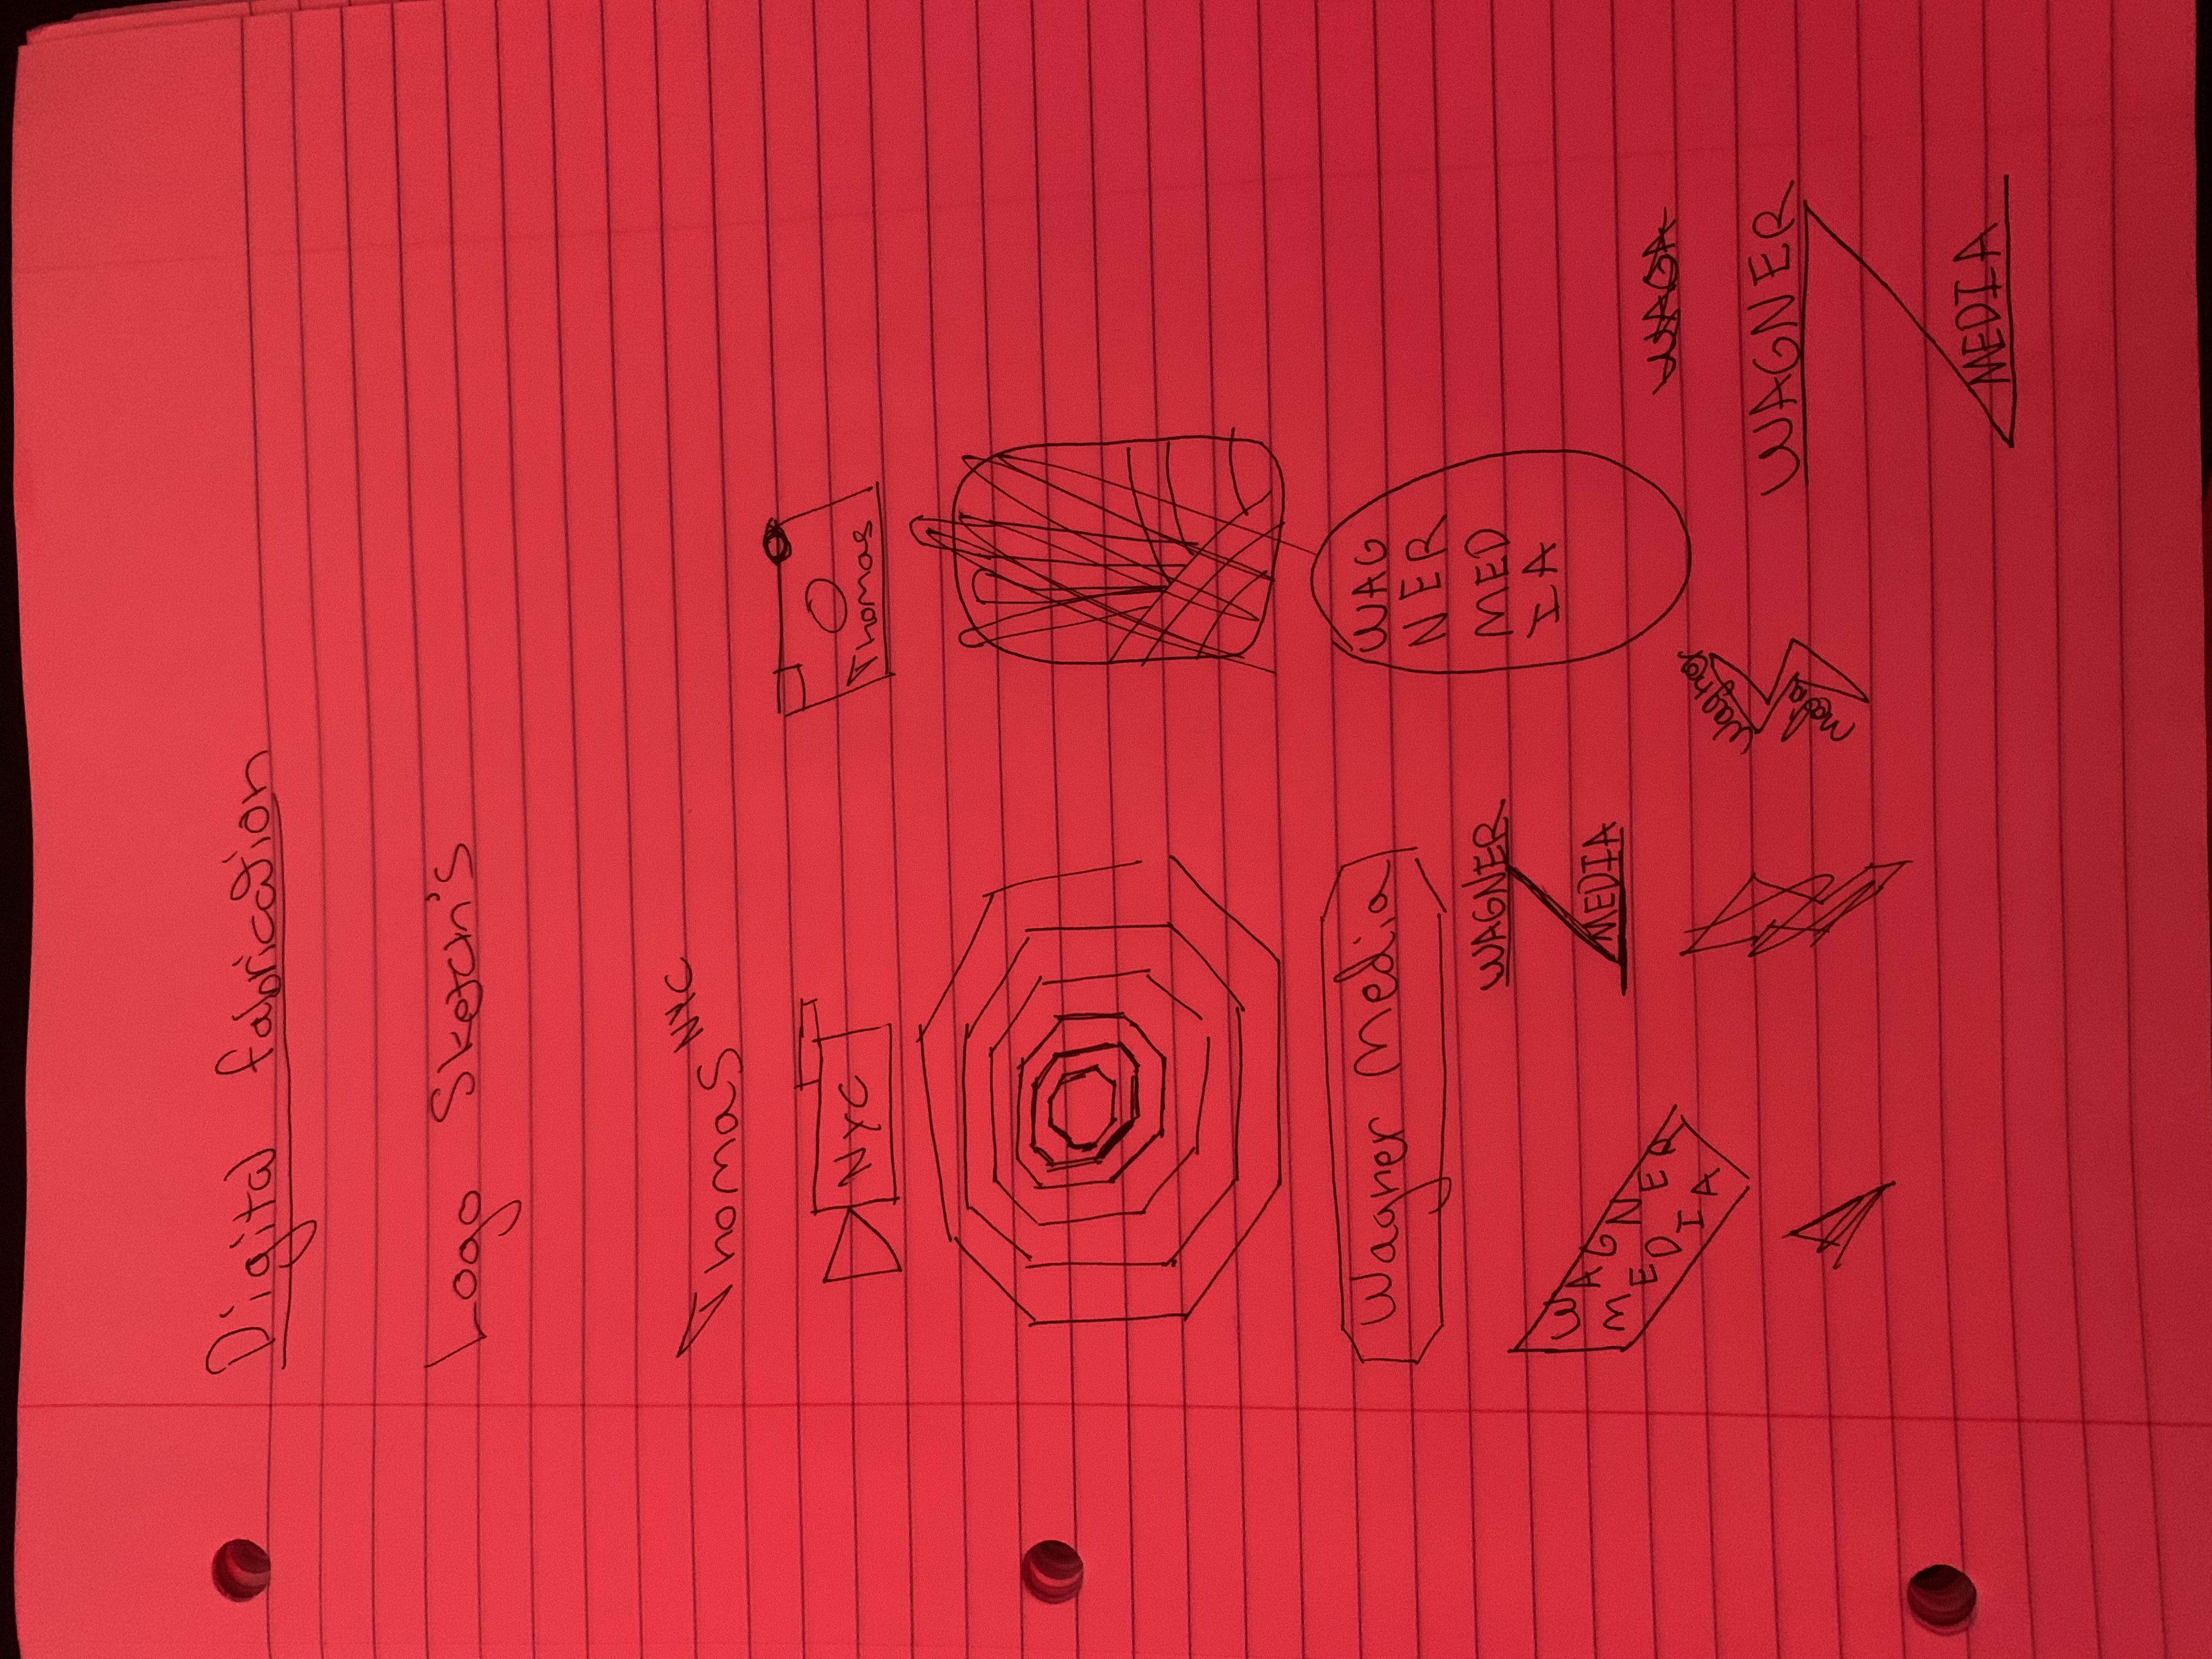 Digital fabrication
Logo Sketch's
Thomas NYC
NYC
Thomas
Wagner Media
WAG
NER
MED
IA
WAGNER
MEDIA
WAGNER
MEDIA
WAGA
Wagner
Media
WAGNER
MEDIA